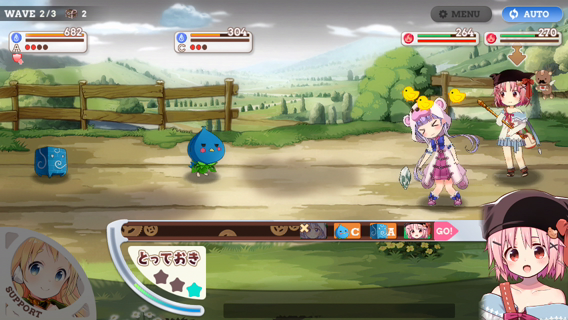 WAVE 2/3 2
MENU
AUTO
682
A
304
C
264
270
C
A
GO!
とっておき
SUPPORT